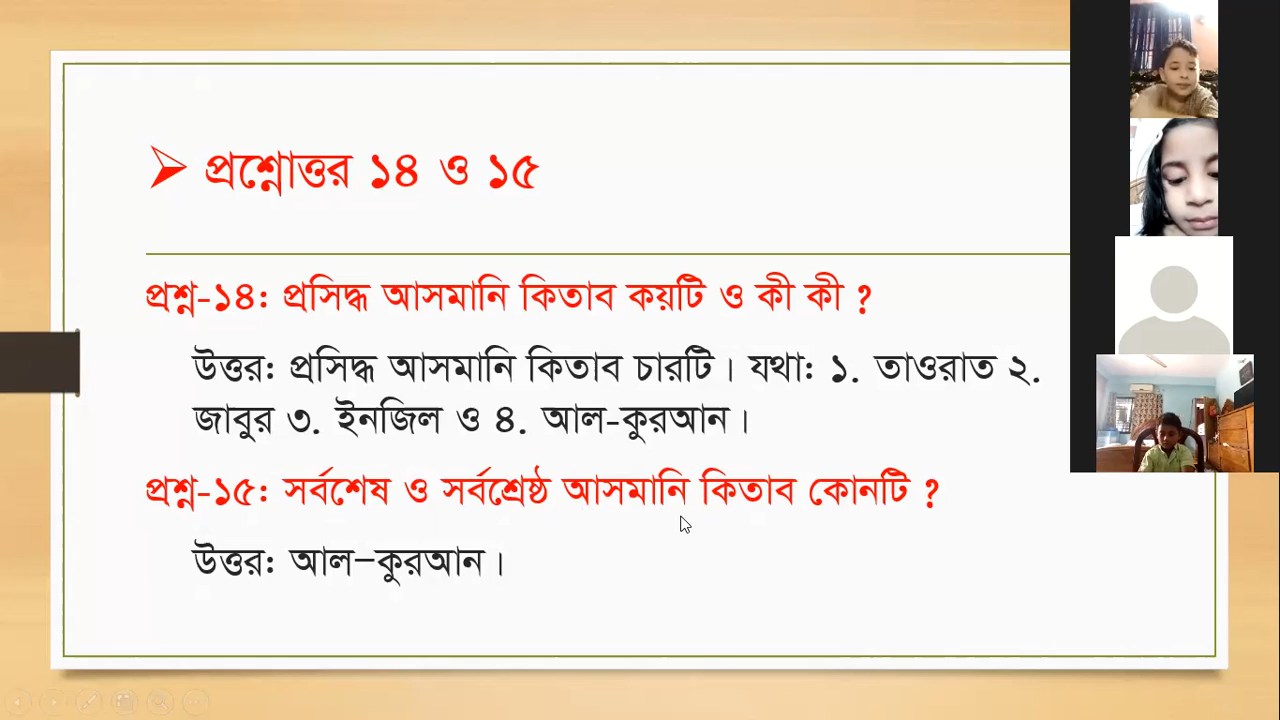 প্রশ্নোত্তর ১৪ ও ১৫
প্রশ্ন-১৪: প্রসিদ্ধ আসমানি কিতাব কয়টি ও কী কী ?
উত্তর: প্রসিদ্ধ আসমানি কিতাব চারটি। যথা: ১. তাওরাত ২.
জাবুর ৩. ইনজিল ও ৪. আল-কুরআন।
প্রশ্ন-১৫: সর্বশেষ ও সর্বশ্রেষ্ঠ আসমানি কিতাব কোনটি ?
উত্তর: আল–কুরআন।